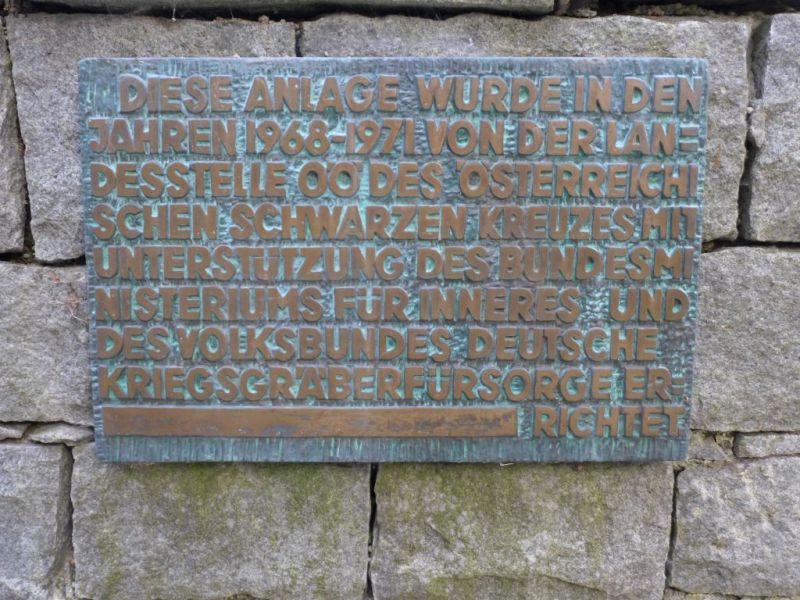 DIESE ANLAGE WURDE IN DEN
JAHREN 1968-1971 VON DER LAN=
DESSTELLE OÖ DES ÖSTERREICHI
SCHEN SCHWARZEN KREUZES MIT
UNTERSTÜTZUNG DES BUNDESMI
NISTERIUMS FÜR INNERES UND
DES VOLKSBUNDES DEUTSCHE
KRIEGSGRÄBERFÜRSORGE ER=
RICHTET